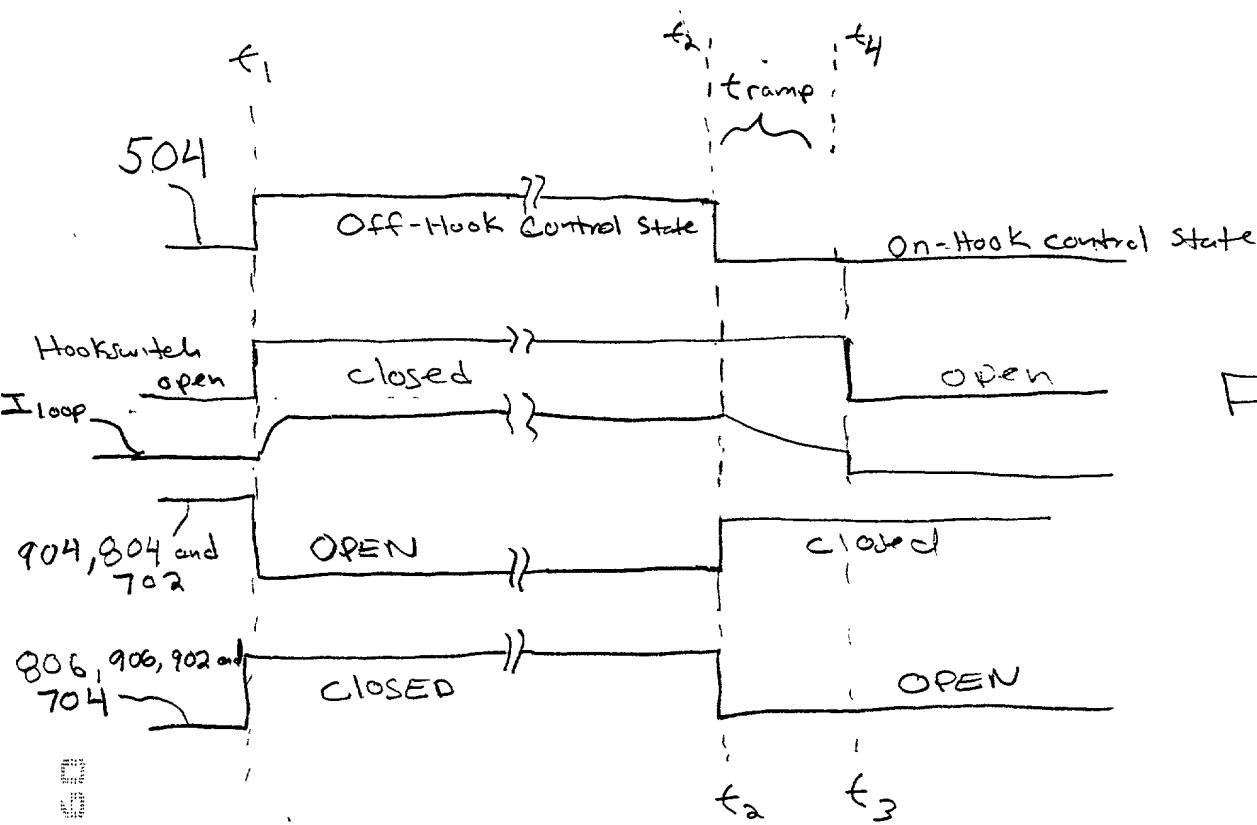 t1
t2
t4
tramp
504
Off-Hook Control State
On-Hook control State
Hookswitch
open
closed
open
I loop
904, 804 and
702
OPEN
closed
806, 906, 902 and
704
CLOSED
OPEN
t2
t3